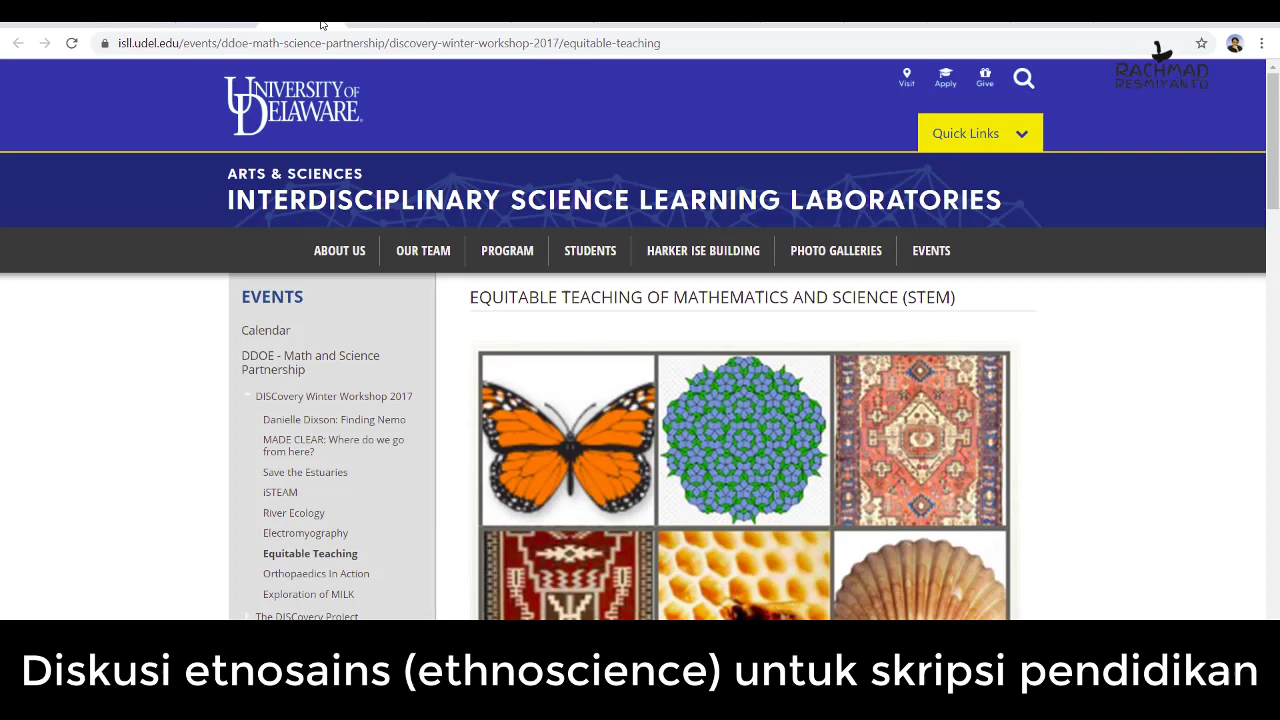 isll.udel.edu/events/ddoe-math-science-partnership/discovery-winter-workshop-2017/equitable-teaching
RACHMAD
RESMIYANTO
UNIVERSITY OF
DELAWARE.
Visit
Apply
Give
Quick Links
ARTS & SCIENCES
INTERDISCIPLINARY SCIENCE LEARNING LABORATORIES
ABOUT US
OUR TEAM
PROGRAM
STUDENTS
HARKER ISE BUILDING
PHOTO GALLERIES
EVENTS
EVENTS
Calendar
DDOE - Math and Science
Partnership
DISCovery Winter Workshop 2017
Danielle Dixson: Finding Nemo
MADE CLEAR: Where do we go
from here?
Save the Estuaries
iSTEAM
River Ecology
Electromyography
Equitable Teaching
Orthopaedics In Action
Exploration of MILK
The DISCovery Project
EQUITABLE TEACHING OF MATHEMATICS AND SCIENCE (STEM)
Diskusi etnosains (ethnoscience) untuk skripsi pendidikan